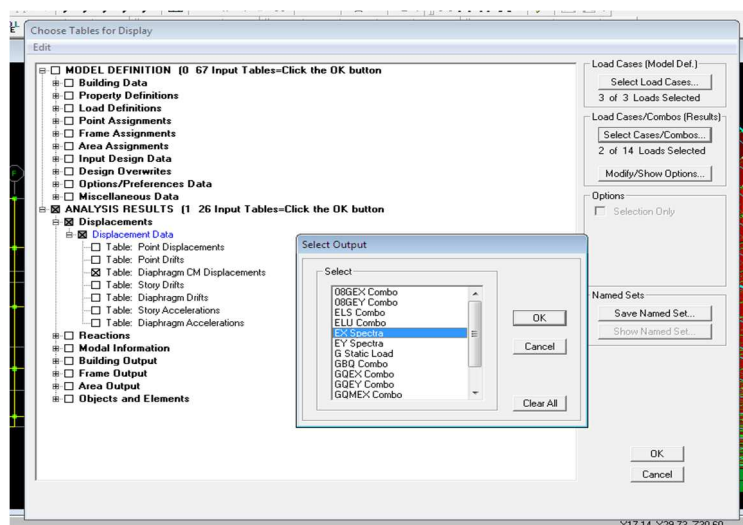 Choose Tables for Display
Edit
MODEL DEFINITION (0 67 Input Tables=Click the OK button
Building Data
Property Definitions
Load Definitions
Point Assignments
Frame Assignments
Area Assignments
Input Design Data
Design Overwrites
Options/Preferences Data
Miscellaneous Data
ANALYSIS RESULTS (1 26 Input Tables=Click the OK button
Displacements
Displacement Data
Table: Point Displacements
Table: Point Drifts
Table: Diaphragm CM Displacements
Table: Story Drifts
Table: Diaphragm Drifts
Table: Story Accelerations
Table: Diaphragm Accelerations
Reactions
Modal Information
Building Output
Frame Output
Area Output
Objects and Elements
Load Cases (Model Def.)
Select Load Cases...
3 of 3 Loads Selected
Load Cases/Combos (Results)
Select Cases/Combos...
2 of 14 Loads Selected
Modify/Show Options...
Options
Selection Only
Named Sets
Save Named Set...
Show Named Set...
OK
Cancel
Select Output
Select
08GEX Combo
08GEY Combo
ELS Combo
ELU Combo
EX Spectra
EY Spectra
G Static Load
GBQ Combo
GQEX Combo
GQEY Combo
GQMEX Combo
OK
Cancel
Clear All